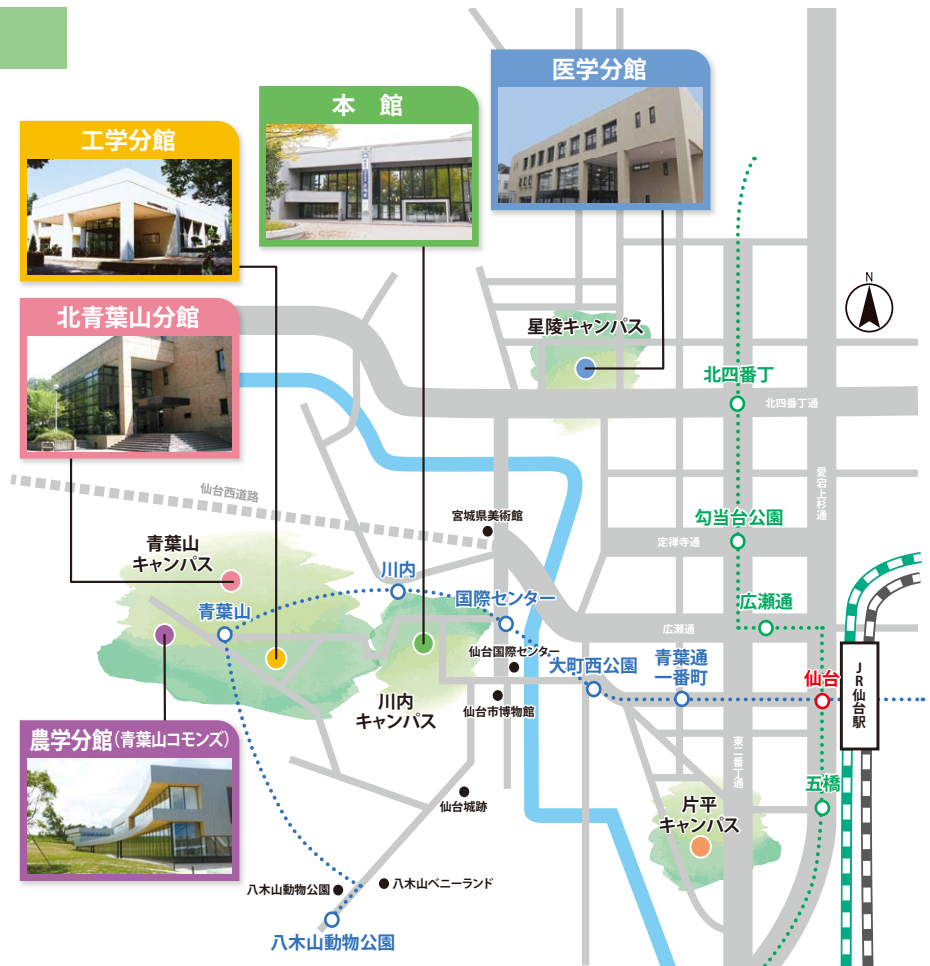 医学分館
本 館
工学分館
北青葉山分館
N
星陵キャンパス
北四番丁
北四番丁通
愛宕上杉通
仙台西道路
宮城県美術館
勾当台公園
定禅寺通
青葉山
キャンパス
川内
国際センター
広瀬通
青葉山
広瀬通
仙台国際センター
大町西公園
青葉通
一番町
JR仙台駅
仙台
川内
キャンパス
仙台市博物館
農学分館(青葉山コモンズ)
東二番丁通
五橋
仙台城跡
片平
キャンパス
八木山動物公園
八木山ベニーランド
八木山動物公園